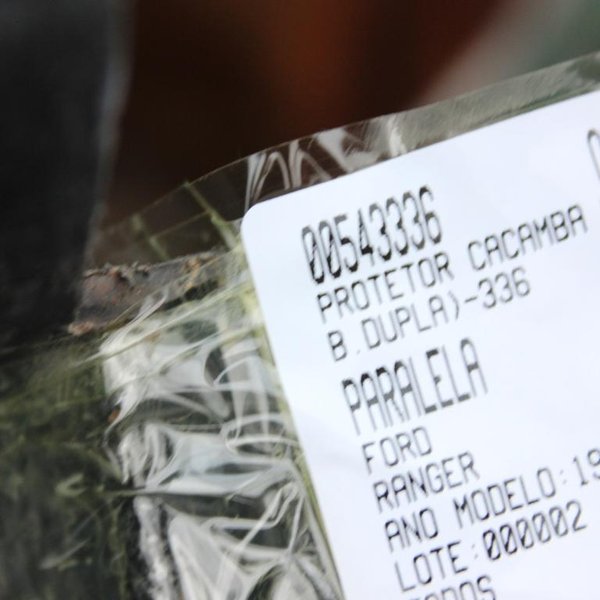 00543336
PROTETOR CACAMBA
B.DUPLA)-336
PARALELA
FORD
RANGER
ANO MODELO:19
LOTE:000002